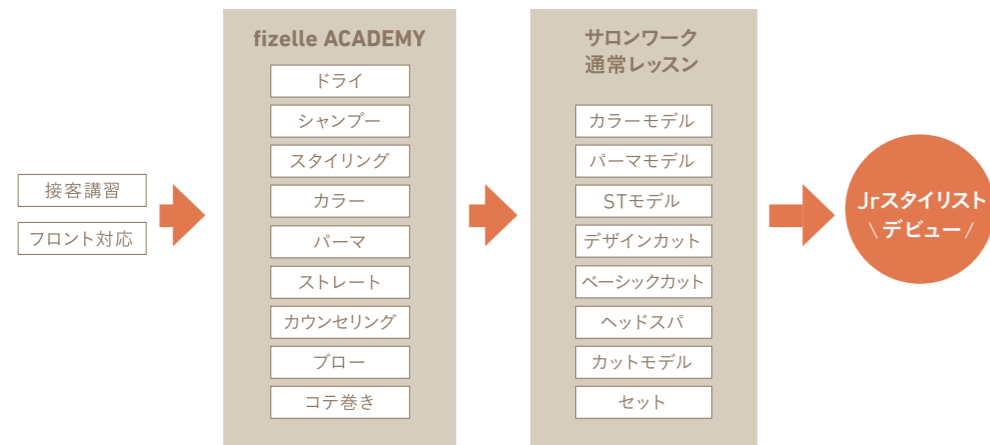 接客講習
フロント対応
fizelle ACADEMY
ドライ
シャンプー
スタイリング
カラー
パーマ
ストレート
カウンセリング
ブロー
コテ巻き
サロンワーク
通常レッスン
カラーモデル
パーマモデル
STモデル
デザインカット
ベーシックカット
ヘッドスパ
カットモデル
セット
Jrスタイリスト
\ デビュー /